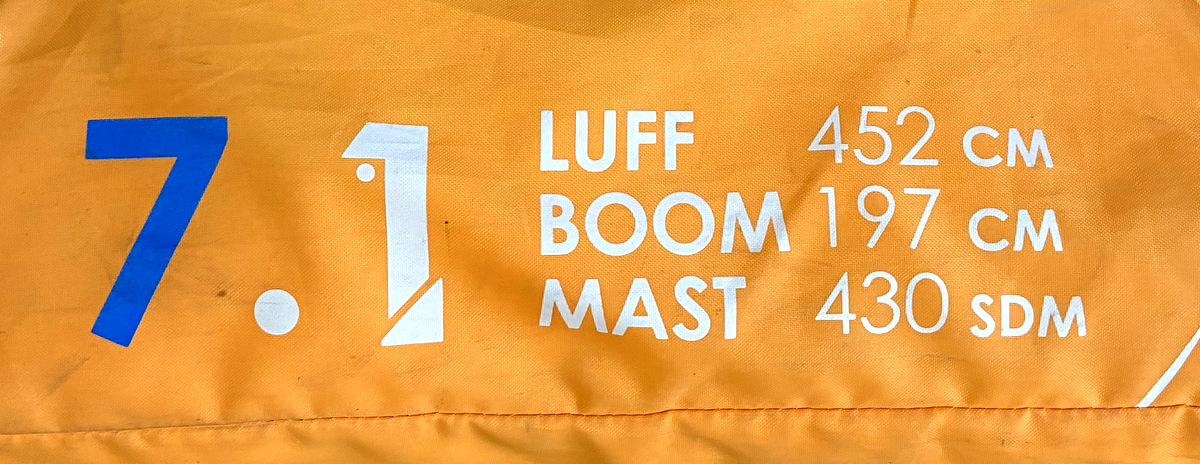 7.1
LUFF 452 CM
BOOM 197 CM
MAST 430 SDM